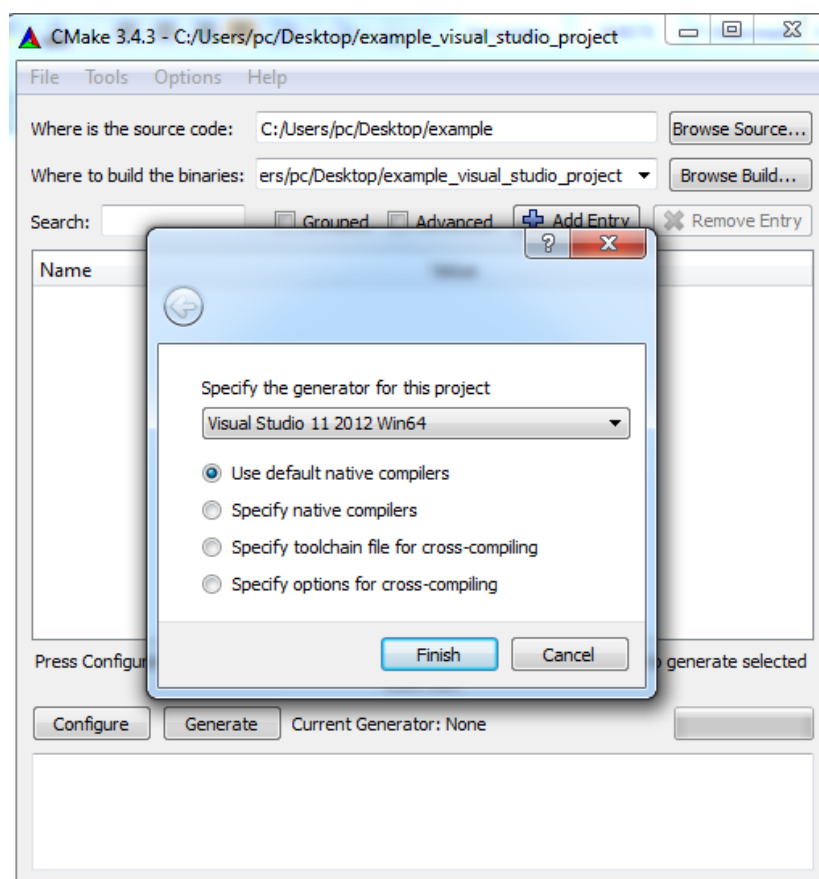 CMake 3.4.3 - C:/Users/pc/Desktop/example_visual_studio_project
File Tools Options Help
Where is the source code: C:/Users/pc/Desktop/example Browse Source...
Where to build the binaries: ers/pc/Desktop/example_visual_studio_project Browse Build...
Search: Grouped Advanced Add Entry Remove Entry
Name
Specify the generator for this project
Visual Studio 11 2012 Win64
Use default native compilers
Specify native compilers
Specify toolchain file for cross-compiling
Specify options for cross-compiling
Finish Cancel
Press generate selected
Configure Generate Current Generator: None